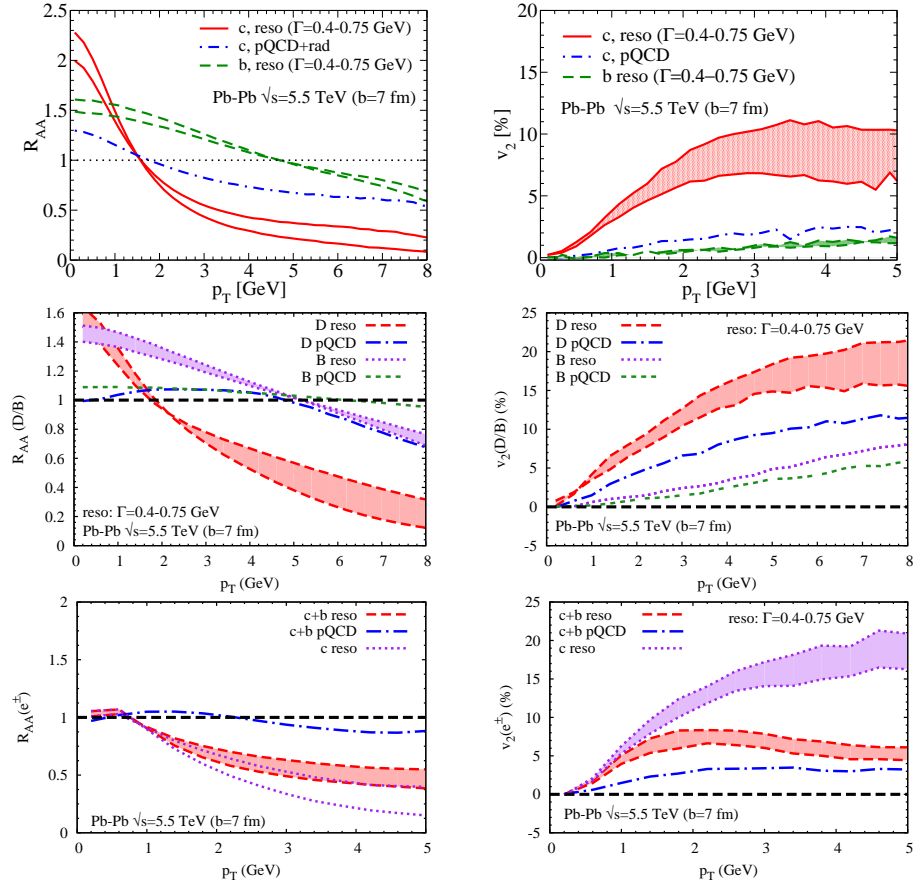 2.5
2
1.5
1
0.5
0
R_AA
c, reso (Γ=0.4-0.75 GeV)
c, pQCD+rad
b, reso (Γ=0.4-0.75 GeV)
Pb-Pb √s=5.5 TeV (b=7 fm)
0 1 2 3 4 5 6 7 8
p_T [GeV]
20
15
10
5
0
v_2 [%]
c, reso (Γ=0.4-0.75 GeV)
c, pQCD
b reso (Γ=0.4−0.75 GeV)
Pb-Pb √s=5.5 TeV (b=7 fm)
0 1 2 3 4 5
p_T [GeV]
1.6
1.4
1.2
1
0.8
0.6
0.4
0.2
0
R_AA (D/B)
D reso
D pQCD
B reso
B pQCD
reso: Γ=0.4-0.75 GeV
Pb-Pb √s=5.5 TeV (b=7 fm)
0 1 2 3 4 5 6 7 8
p_T (GeV)
25
20
15
10
5
0
-5
v_2(D/B) (%)
reso: Γ=0.4-0.75 GeV
D reso
D pQCD
B reso
B pQCD
Pb-Pb √s=5.5 TeV (b=7 fm)
0 1 2 3 4 5 6 7 8
p_T (GeV)
2
1.5
1
0.5
0
R_AA(e^±)
c+b reso
c+b pQCD
c reso
Pb-Pb √s=5.5 TeV (b=7 fm)
0 1 2 3 4 5
p_T (GeV)
25
20
15
10
5
0
-5
v_2(e^±) (%)
c+b reso
c+b pQCD
c reso
reso: Γ=0.4-0.75 GeV
Pb-Pb √s=5.5 TeV (b=7 fm)
0 1 2 3 4 5
p_T (GeV)